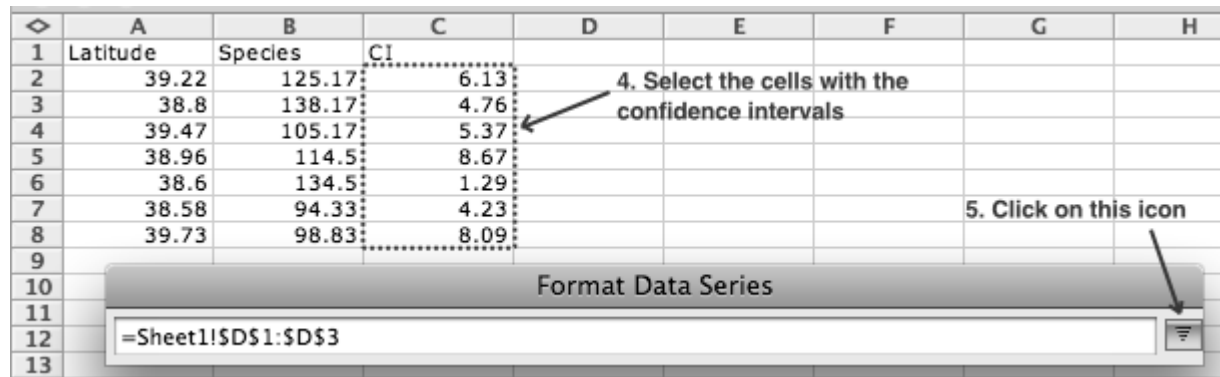 A B C D E F G H
1 Latitude Species CI
2 39.22 125.17 6.13 4. Select the cells with the
3 38.8 138.17 4.76 confidence intervals
4 39.47 105.17 5.37
5 38.96 114.5 8.67
6 38.6 134.5 1.29
7 38.58 94.33 4.23 5. Click on this icon
8 39.73 98.83 8.09
9
10 Format Data Series
11
12 =Sheet1!$D$1:$D$3
13